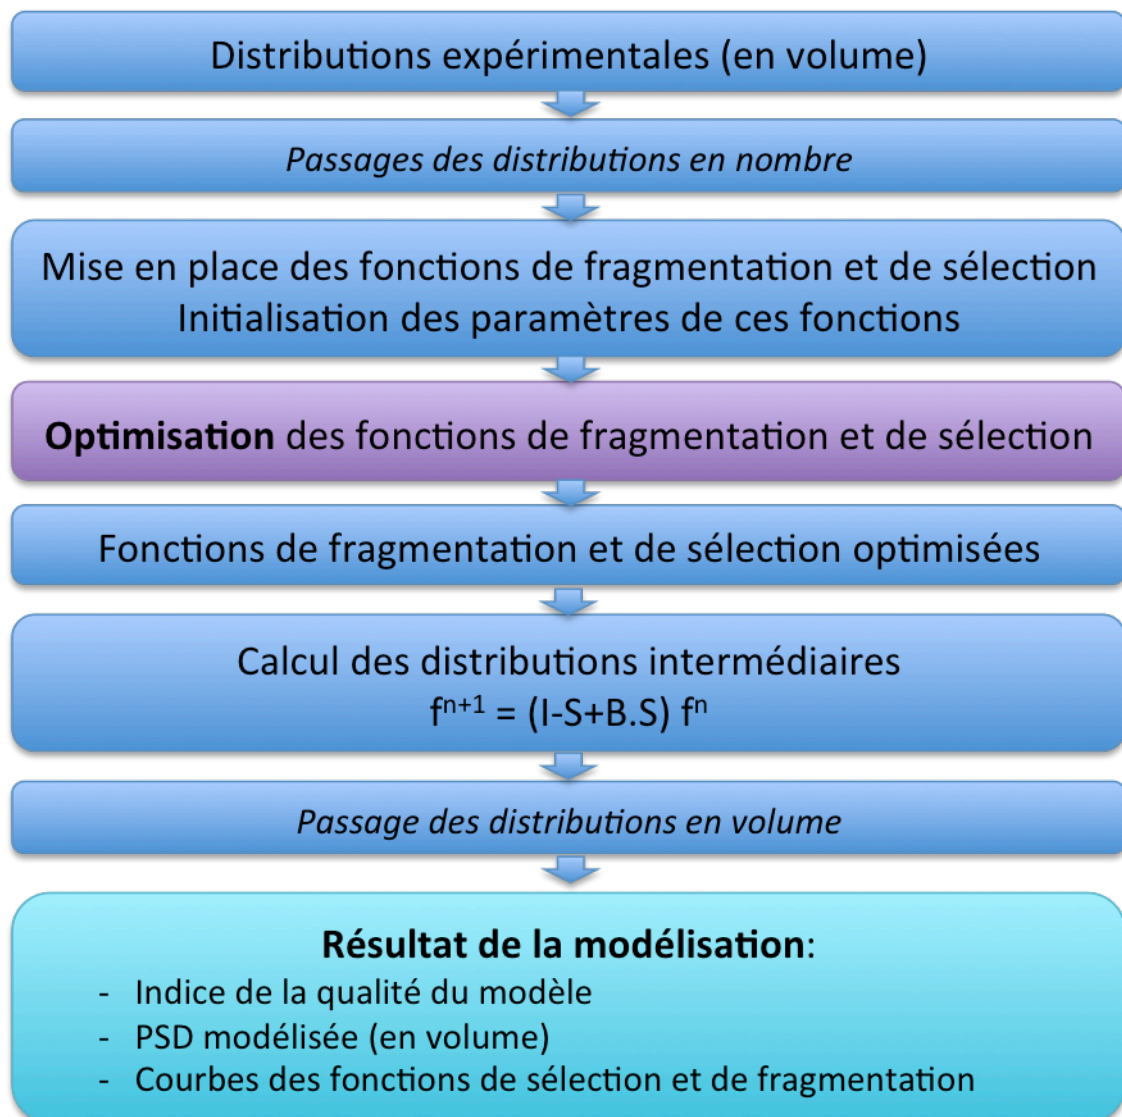 Distributions expérimentales (en volume)
Passages des distributions en nombre
Mise en place des fonctions de fragmentation et de sélection
Initialisation des paramètres de ces fonctions
Optimisation des fonctions de fragmentation et de sélection
Fonctions de fragmentation et de sélection optimisées
Calcul des distributions intermédiaires
fⁿ⁺¹ = (I-S+B.S) fⁿ
Passage des distributions en volume
Résultat de la modélisation:
- Indice de la qualité du modèle
- PSD modélisée (en volume)
- Courbes des fonctions de sélection et de fragmentation